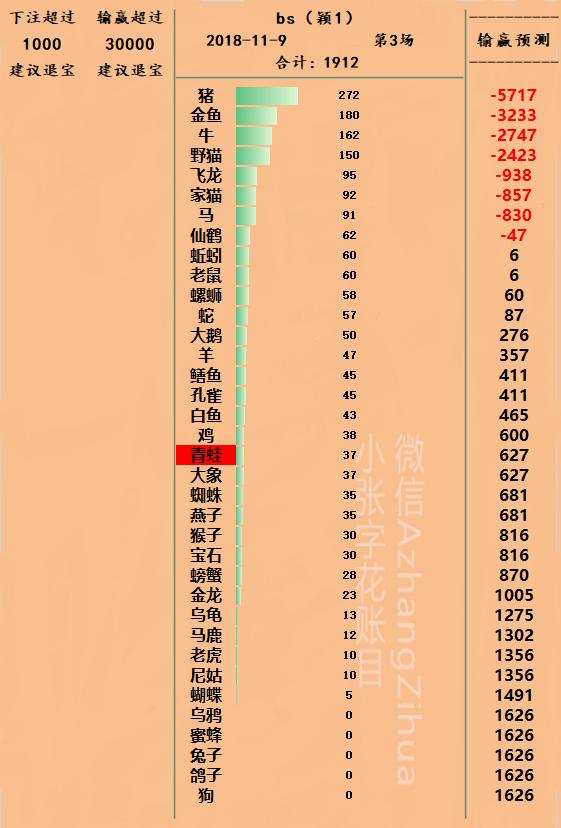 下注超过 输赢超过 bs（颖1）
1000 30000 2018-11-9 第3场 输赢预测
建议退宝 建议退宝 合计：1912
猪 272 -5717
金鱼 180 -3233
牛 162 -2747
野猫 150 -2423
飞龙 95 -938
家猫 92 -857
马 91 -830
仙鹤 62 -47
蚯蚓 60 6
老鼠 60 6
螺蛳 58 60
蛇 57 87
大鹅 50 276
羊 47 357
鳝鱼 45 411
孔雀 45 411
白鱼 43 465
鸡 38 600
青蛙 37 627
大象 37 627
蜘蛛 35 681
燕子 35 681
猴子 30 816
宝石 30 816
螃蟹 28 870
金龙 23 1005
乌龟 13 1275
马鹿 12 1302
老虎 10 1356
尼姑 10 1356
蝴蝶 5 1491
乌鸦 0 1626
蜜蜂 0 1626
兔子 0 1626
鸽子 0 1626
狗 0 1626
微信Azhangzihua
小张字花账目